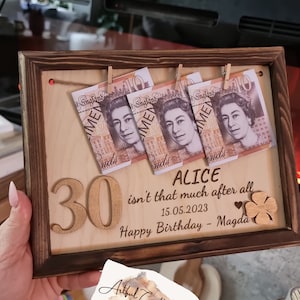 ALICE
30
isn't that much after all
15.05.2023
Happy Birthday - Magda